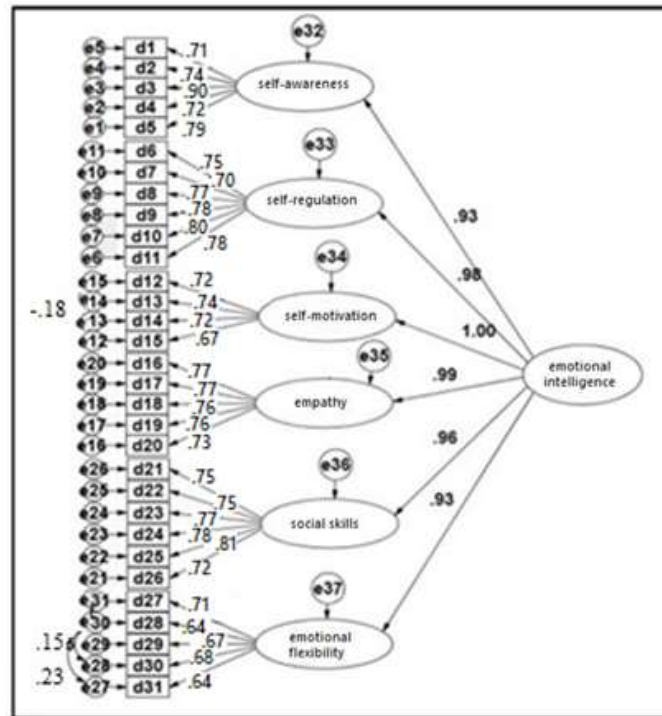 e32
e5 d1 .71
e4 d2 .74
e3 d3 .90
e2 d4 .72
e1 d5 .79
self-awareness
e33
e11 d6 .75
e10 d7 .70
e9 d8 .77
e8 d9 .78
e7 d10 .80
e6 d11 .78
self-regulation
.93
.98
e34
e15 d12 .72
e14 d13 .74
e13 d14 .72
e12 d15 .67
-.18
self-motivation
1.00
e35
e20 d16 .77
e19 d17 .77
e18 d18 .76
e17 d19 .76
e16 d20 .73
empathy
.99
emotional
intelligence
e36
e26 d21 .75
e25 d22 .75
e24 d23 .77
e23 d24 .78
e22 d25 .81
e21 d26 .72
social skills
.96
.93
e37
e31 d27 .71
e30 d28 .64
e29 d29 .67
e28 d30 .68
e27 d31 .64
.15
.23
emotional
flexibility